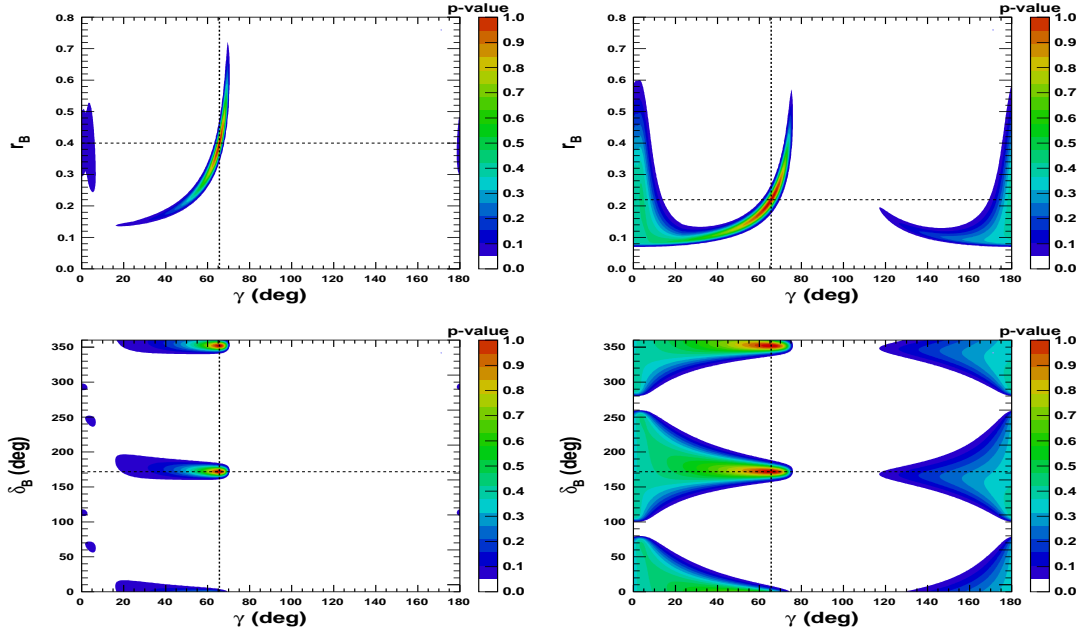 p-value p-value
0.8 1.0 0.8 1.0
0.7 0.9 0.7 0.9
0.6 0.8 0.6 0.8
0.5 0.7 0.5 0.7
0.4 0.6 0.4 0.6
0.3 0.5 0.3 0.5
0.2 0.4 0.2 0.4
0.1 0.3 0.1 0.3
0.0 0.2 0.0 0.2
0.1 0.1
0.0 0.0
r_B r_B
0 20 40 60 80 100 120 140 160 180 0 20 40 60 80 100 120 140 160 180
γ (deg) γ (deg)
p-value p-value
350 1.0 350 1.0
300 0.9 300 0.9
250 0.8 250 0.8
200 0.7 200 0.7
150 0.6 150 0.6
100 0.5 100 0.5
50 0.4 50 0.4
0 0.3 0 0.3
0.2 0.2
0.1 0.1
0.0 0.0
δ_B (deg) δ_B (deg)
0 20 40 60 80 100 120 140 160 180 0 20 40 60 80 100 120 140 160 180
γ (deg) γ (deg)